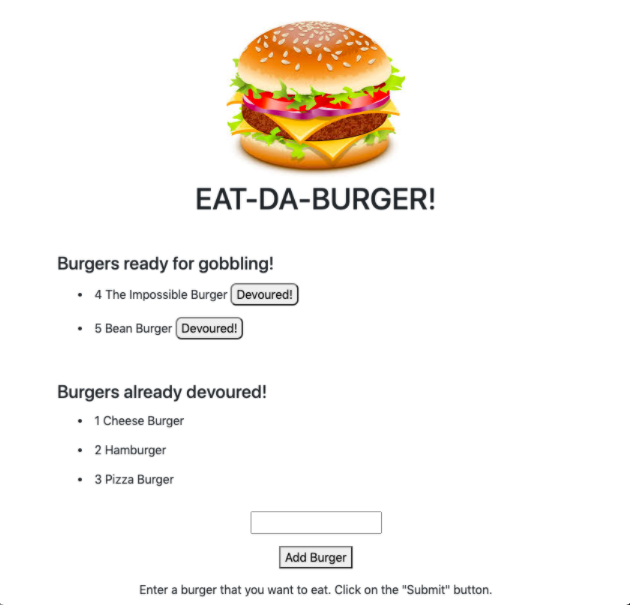 EAT-DA-BURGER!
Burgers ready for gobbling!
• 4 The Impossible Burger Devoured!
• 5 Bean Burger Devoured!
Burgers already devoured!
• 1 Cheese Burger
• 2 Hamburger
• 3 Pizza Burger
Add Burger
Enter a burger that you want to eat. Click on the "Submit" button.